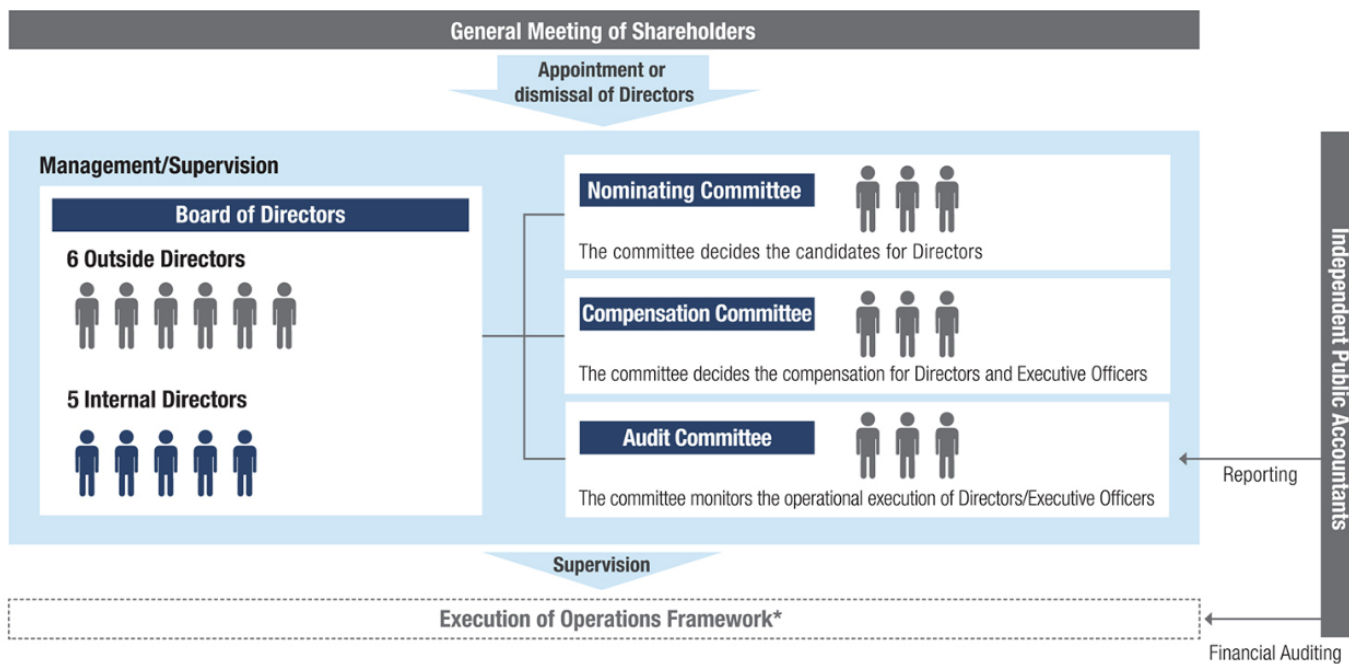 General Meeting of Shareholders
Appointment or
dismissal of Directors
Management/Supervision
Board of Directors
6 Outside Directors
5 Internal Directors
Nominating Committee
The committee decides the candidates for Directors
Compensation Committee
The committee decides the compensation for Directors and Executive Officers
Audit Committee
The committee monitors the operational execution of Directors/Executive Officers
Independent Public Accountants
Reporting
Supervision
Execution of Operations Framework*
Financial Auditing